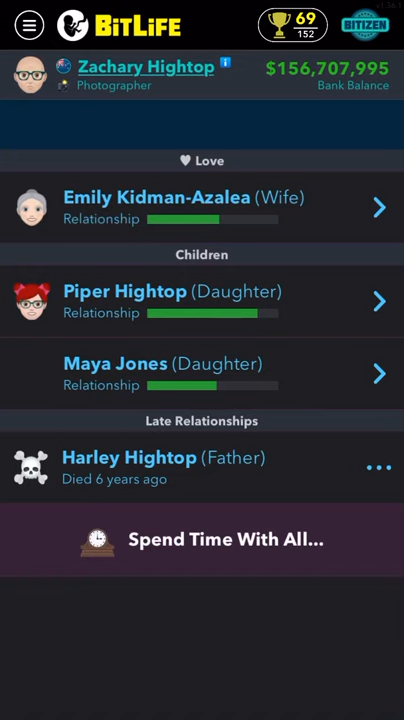 BitLife
69
152
BITIZEN
Zachary Hightop
$156,707,995
Photographer
Bank Balance
Love
Emily Kidman-Azalea (Wife)
Relationship
Children
Piper Hightop (Daughter)
Relationship
Maya Jones (Daughter)
Relationship
Late Relationships
Harley Hightop (Father)
Died 6 years ago
Spend Time With All...